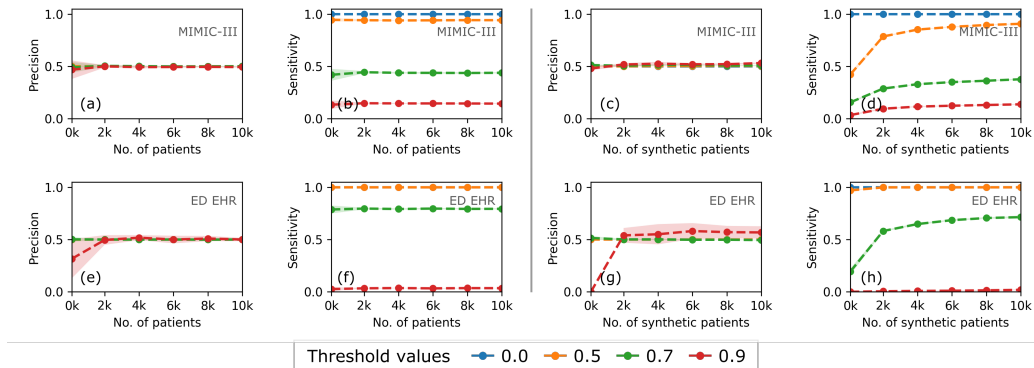 1.0
0.5
0.0
Precision
MIMIC-III
(a)
0k 2k 4k 6k 8k 10k
No. of patients
1.0
0.5
0.0
Sensitivity
MIMIC-III
(b)
0k 2k 4k 6k 8k 10k
No. of patients
1.0
0.5
0.0
Precision
MIMIC-III
(c)
0k 2k 4k 6k 8k 10k
No. of synthetic patients
1.0
0.5
0.0
Sensitivity
MIMIC-III
(d)
0k 2k 4k 6k 8k 10k
No. of synthetic patients
1.0
0.5
0.0
Precision
ED EHR
(e)
0k 2k 4k 6k 8k 10k
No. of patients
1.0
0.5
0.0
Sensitivity
ED EHR
(f)
0k 2k 4k 6k 8k 10k
No. of patients
1.0
0.5
0.0
Precision
ED EHR
(g)
0k 2k 4k 6k 8k 10k
No. of synthetic patients
1.0
0.5
0.0
Sensitivity
ED EHR
(h)
0k 2k 4k 6k 8k 10k
No. of synthetic patients
Threshold values 0.0 0.5 0.7 0.9